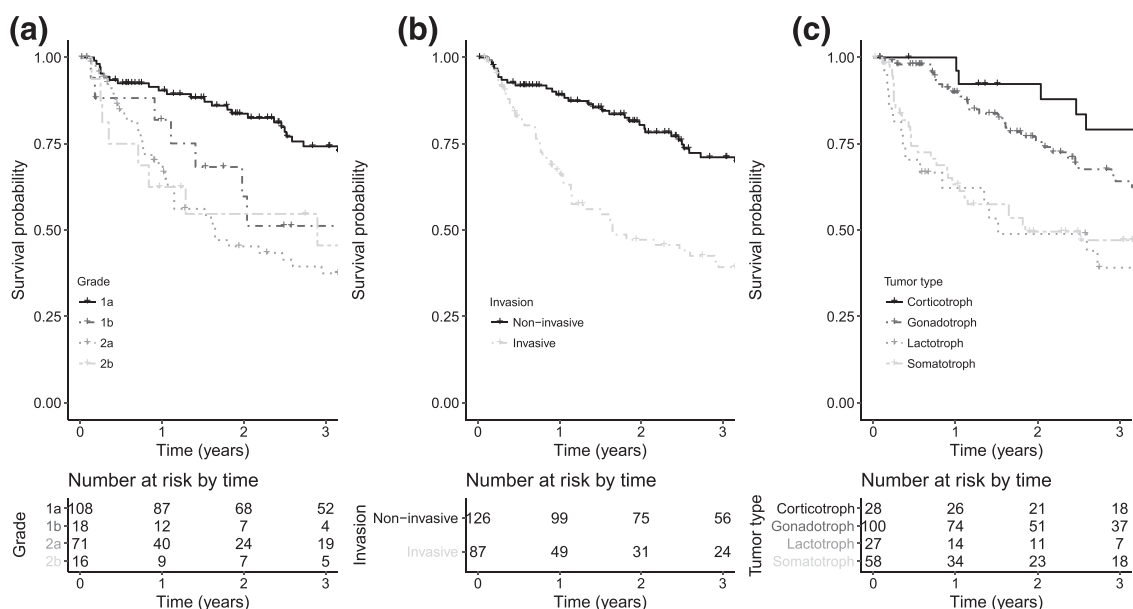 (a)
Survival probability
1.00
0.75
0.50
0.25
0.00
Grade
1a
1b
2a
2b
0 1 2 3
Time (years)
Number at risk by time
Grade
1a 108 87 68 52
1b 18 12 7 4
2a 71 40 24 19
2b 16 9 7 5
0 1 2 3
Time (years)
(b)
Survival probability
1.00
0.75
0.50
0.25
0.00
Invasion
Non−invasive
Invasive
0 1 2 3
Time (years)
Number at risk by time
Invasion
Non−invasive 126 99 75 56
Invasive 87 49 31 24
0 1 2 3
Time (years)
(c)
Survival probability
1.00
0.75
0.50
0.25
0.00
Tumor type
Corticotroph
Gonadotroph
Lactotroph
Somatotroph
0 1 2 3
Time (years)
Number at risk by time
Tumor type
Corticotroph 28 26 21 18
Gonadotroph 100 74 51 37
Lactotroph 27 14 11 7
Somatotroph 58 34 23 18
0 1 2 3
Time (years)